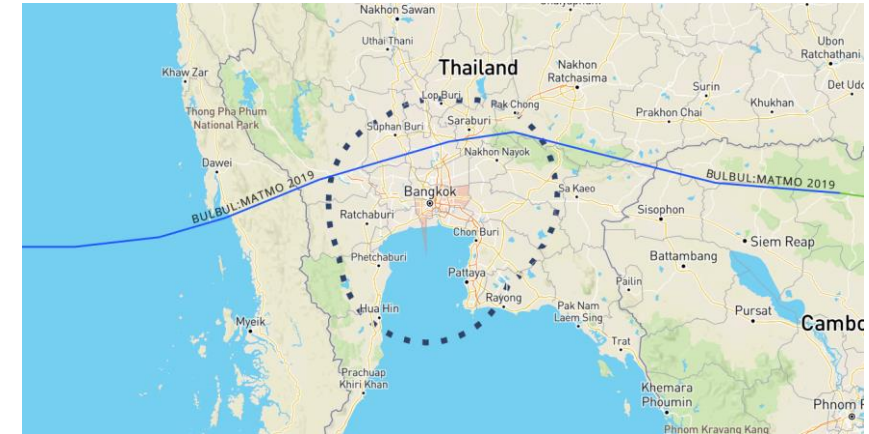 Nakhon Sawan
Uthai Thani
Khaw Zar
Thailand
Nakhon
Ratchasima
Ubon
Ratchathani
Surin
Det Udo
Lop Buri
Pak Chong
Khukhan
Thong Pha Phum
National Park
Suphan Buri
Saraburi
Prakhon Chai
Nakhon Nayok
Dawei
BULBUL:MATMO 2019
BULBUL:MATMO 2019
Bangkok
Sa Kaeo
Ratchaburi
Sisophon
Chon Buri
Siem Reap
Phetchaburi
Battambang
Pattaya
Pailin
Rayong
Hua Hin
Pak Nam
Laem Sing
Pursat
Myeik
Cambo
Trat
Prachuap
Khiri Khan
Khemara
Phoumin
Phnom P
Phnom Kravang Kang